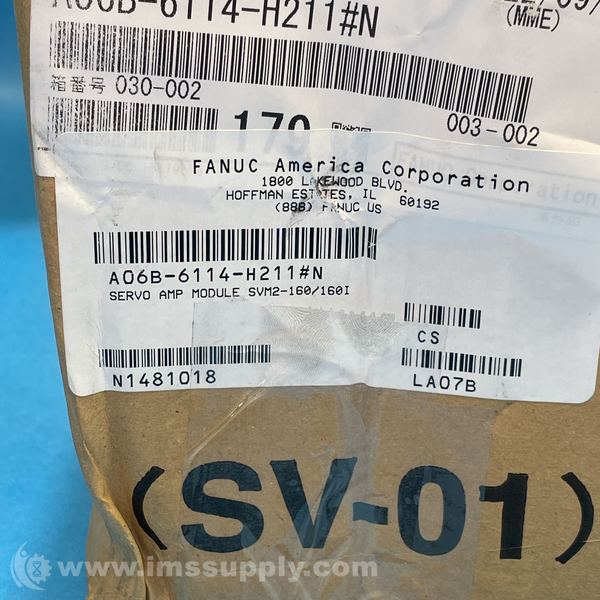 A06B-6114-H211#N
(MME)
箱番号 030-002
179
003-002
FANUC America Corporation
1800 LAKEWOOD BLVD.
HOFFMAN ESTATES, IL 60192
(888) FANUC US
A06B-6114-H211#N
SERVO AMP MODULE SVM2-160/160I
CS
N1481018
LA07B
(SV-01)
www.imssupply.com